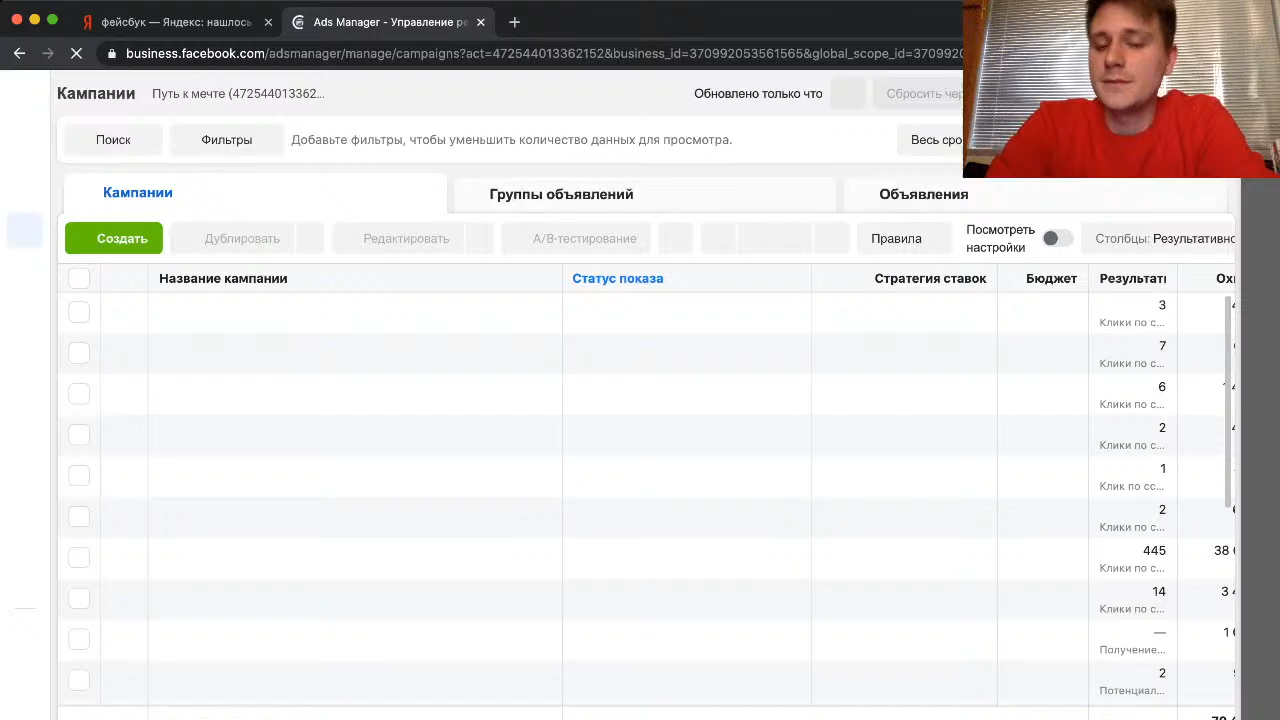 фейсбук — Яндекс: нашлось
Ads Manager - Управление ре
business.facebook.com/adsmanager/manage/campaigns?act=472544013362152&business_id=370992053561565&global_scope_id=3709920
Кампании
Путь к мечте (472544013362...
Обновлено только что
Сбросить чер
Поиск
Фильтры
вьте фильтры, чтобы уменьшить количество данных для просмотра.
Весь сро
Кампании
Группы объявлений
Объявления
Создать
Дублировать
Редактировать
A/B-тестирование
Правила
Посмотреть
настройки
Столбцы: Результативно
Название кампании
Статус показа
Стратегия ставок
Бюджет
Результат
Ох
3
Клики по с...
7
Клики по с...
6
Клики по с...
2
Клики по с...
1
Клик по сс...
2
Клики по с...
445
38
Клики по с...
14
3 4
Клики по с...
—
1
Получение...
2
Потенциал...